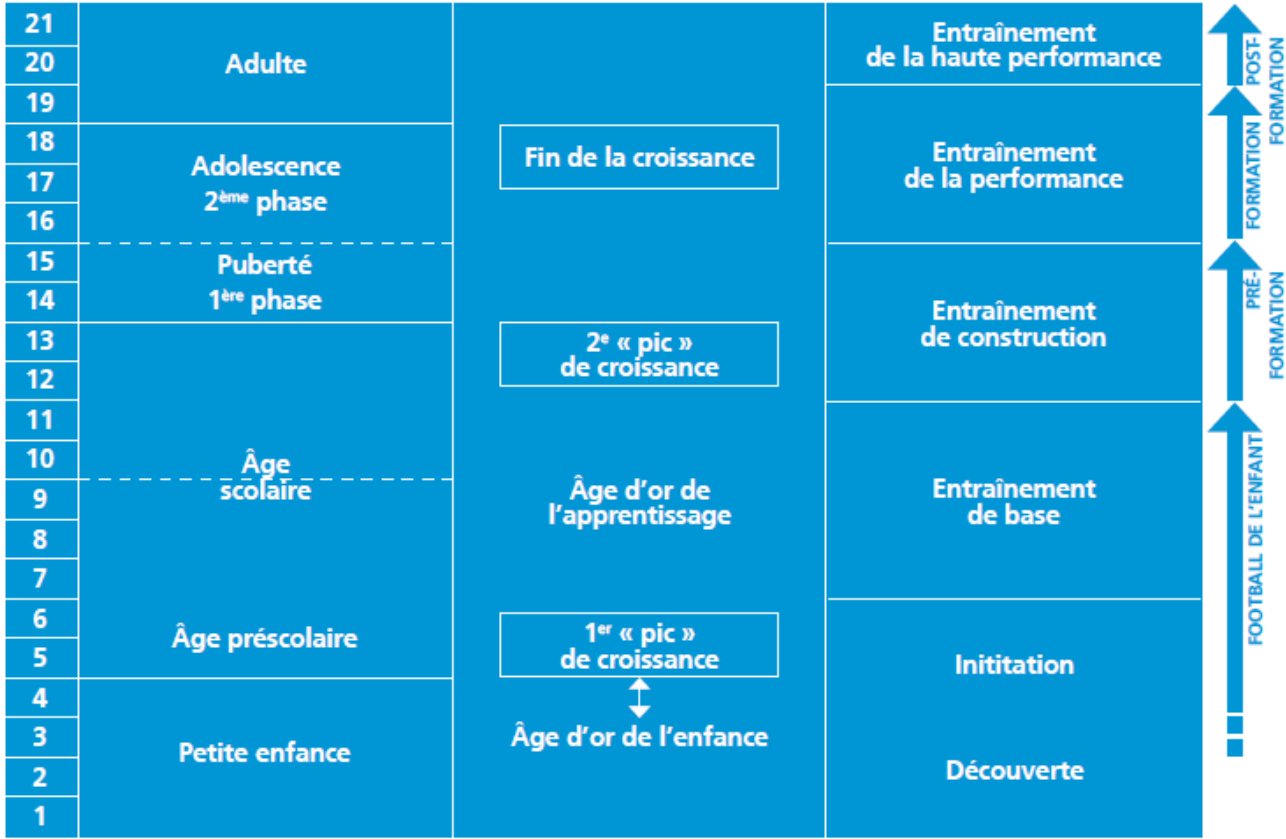 21
20
19
18
17
16
15
14
13
12
11
10
9
8
7
6
5
4
3
2
1
Adulte
Adolescence
2ème phase
Puberté
1ère phase
Âge
scolaire
Âge préscolaire
Petite enfance
Fin de la croissance
2e « pic »
de croissance
Âge d'or de
l'apprentissage
1er « pic »
de croissance
Âge d'or de l'enfance
Entraînement
de la haute performance
Entraînement
de la performance
Entraînement
de construction
Entraînement
de base
Inititation
Découverte
POST-
FORMATION
FORMATION
PRÉ-
FORMATION
FOOTBALL DE L'ENFANT